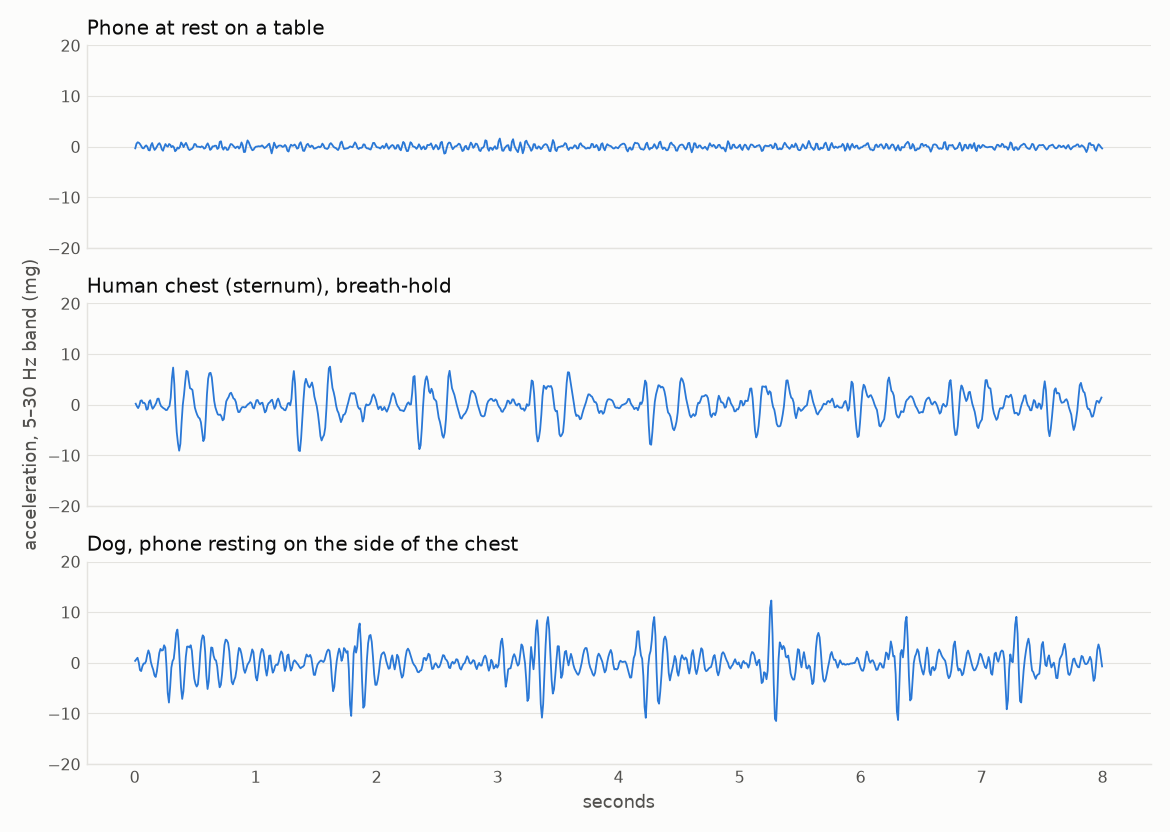 Phone at rest on a table
20
10
0
−10
−20
Human chest (sternum), breath-hold
20
10
0
−10
−20
acceleration, 5–30 Hz band (mg)
Dog, phone resting on the side of the chest
20
10
0
−10
−20
0 1 2 3 4 5 6 7 8
seconds